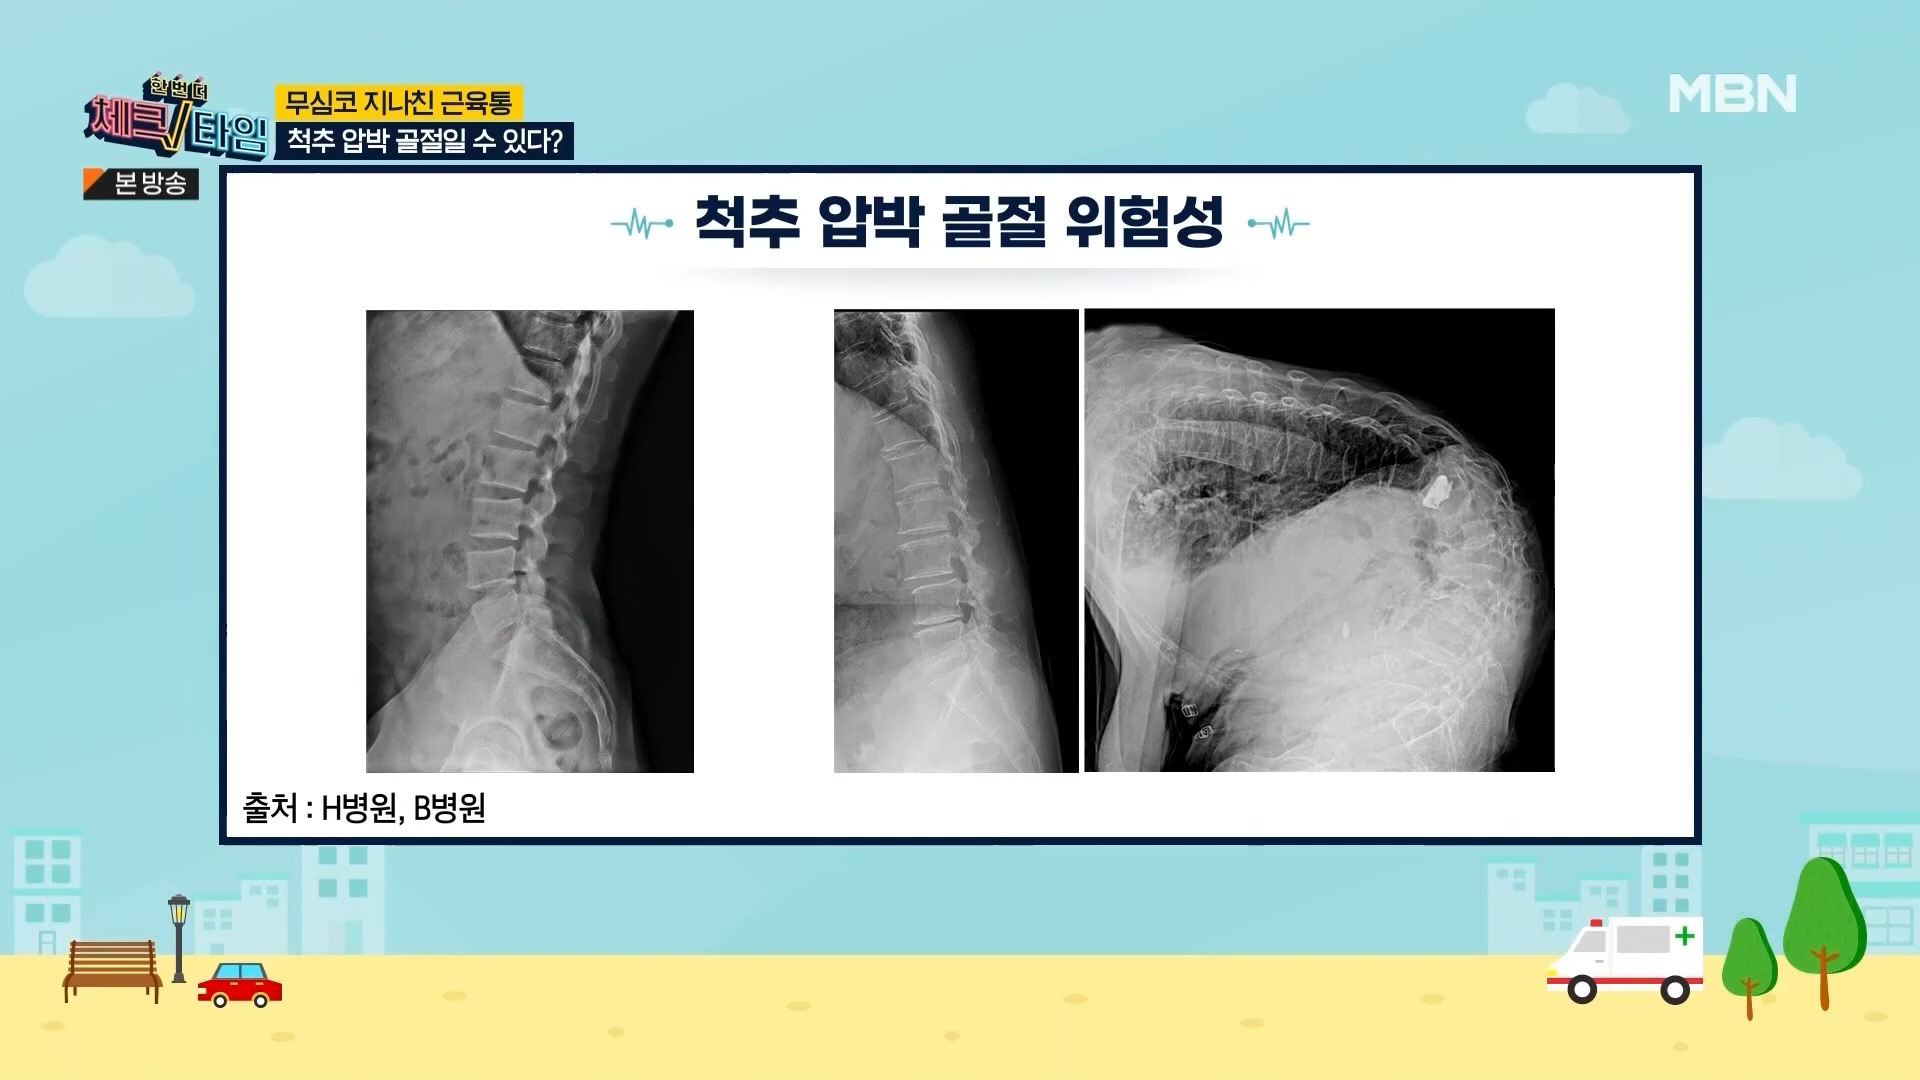 한 번 더
체크타임
무심코 지나친 근육통
척추 압박 골절일 수 있다?
MBN
본 방송
척추 압박 골절 위험성
출처 : H병원, B병원